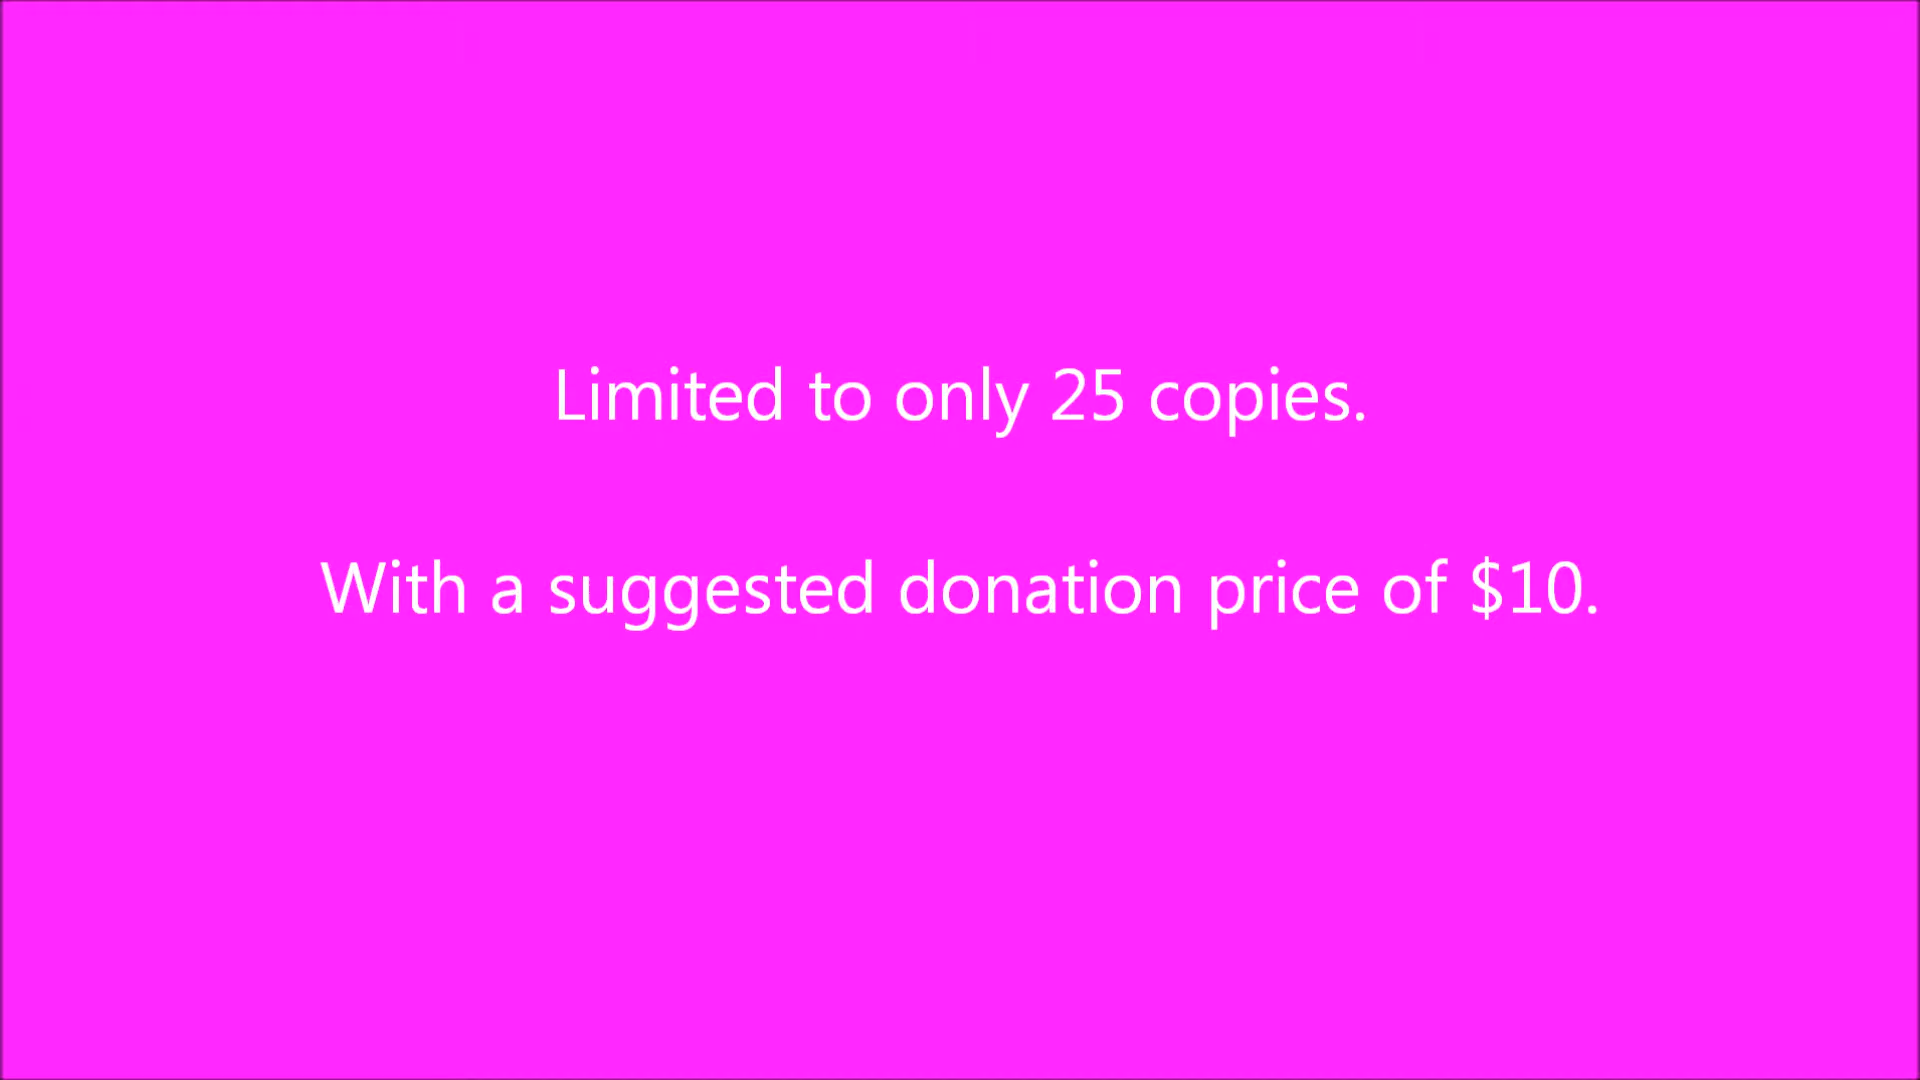 Limited to only 25 copies.
With a suggested donation price of $10.